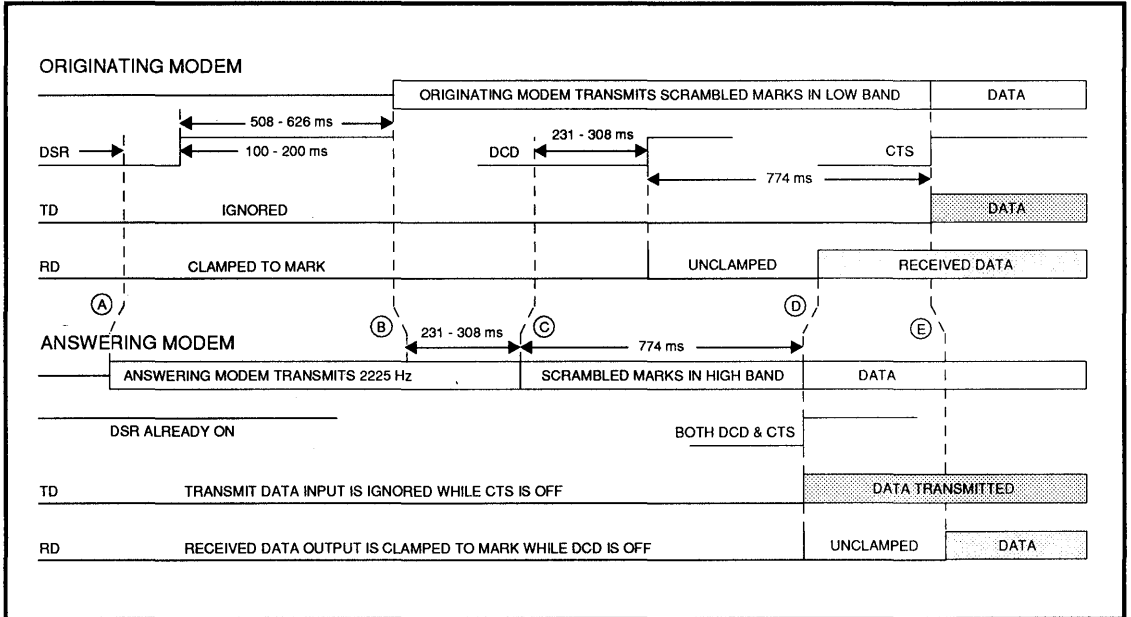 ORIGINATING MODEM
ORIGINATING MODEM TRANSMITS SCRAMBLED MARKS IN LOW BAND DATA
508 - 626 ms
DSR 100 - 200 ms DCD 231 - 308 ms CTS
774 ms
TD IGNORED DATA
RD CLAMPED TO MARK UNCLAMPED RECEIVED DATA
A B C D E
ANSWERING MODEM 231 - 308 ms 774 ms
ANSWERING MODEM TRANSMITS 2225 Hz SCRAMBLED MARKS IN HIGH BAND DATA
DSR ALREADY ON BOTH DCD & CTS
TD TRANSMIT DATA INPUT IS IGNORED WHILE CTS IS OFF DATA TRANSMITTED
RD RECEIVED DATA OUTPUT IS CLAMPED TO MARK WHILE DCD IS OFF UNCLAMPED DATA